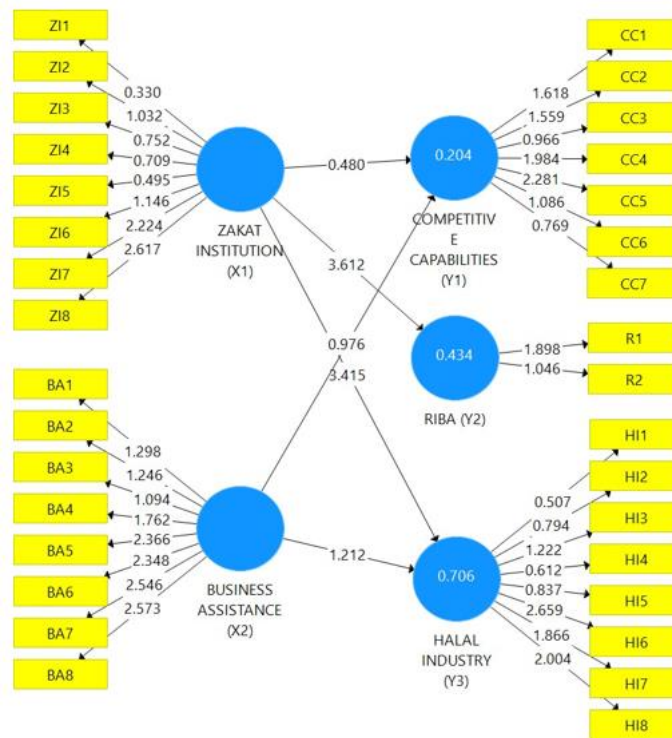 ZI1
ZI2
ZI3
ZI4
ZI5
ZI6
ZI7
ZI8
0.330
1.032
0.752
0.709
0.495
1.146
2.224
2.617
ZAKAT
INSTITUTION
(X1)
0.480
3.612
0.976
3.415
0.204
COMPETITIV
E
CAPABILITIES
(Y1)
1.618
1.559
0.966
1.984
2.281
1.086
0.769
CC1
CC2
CC3
CC4
CC5
CC6
CC7
0.434
RIBA (Y2)
1.898
1.046
R1
R2
BA1
BA2
BA3
BA4
BA5
BA6
BA7
BA8
1.298
1.246
1.094
1.762
2.366
2.348
2.546
2.573
BUSINESS
ASSISTANCE
(X2)
1.212
0.706
HALAL
INDUSTRY
(Y3)
0.507
0.794
1.222
0.612
0.837
2.659
1.866
2.004
HI1
HI2
HI3
HI4
HI5
HI6
HI7
HI8